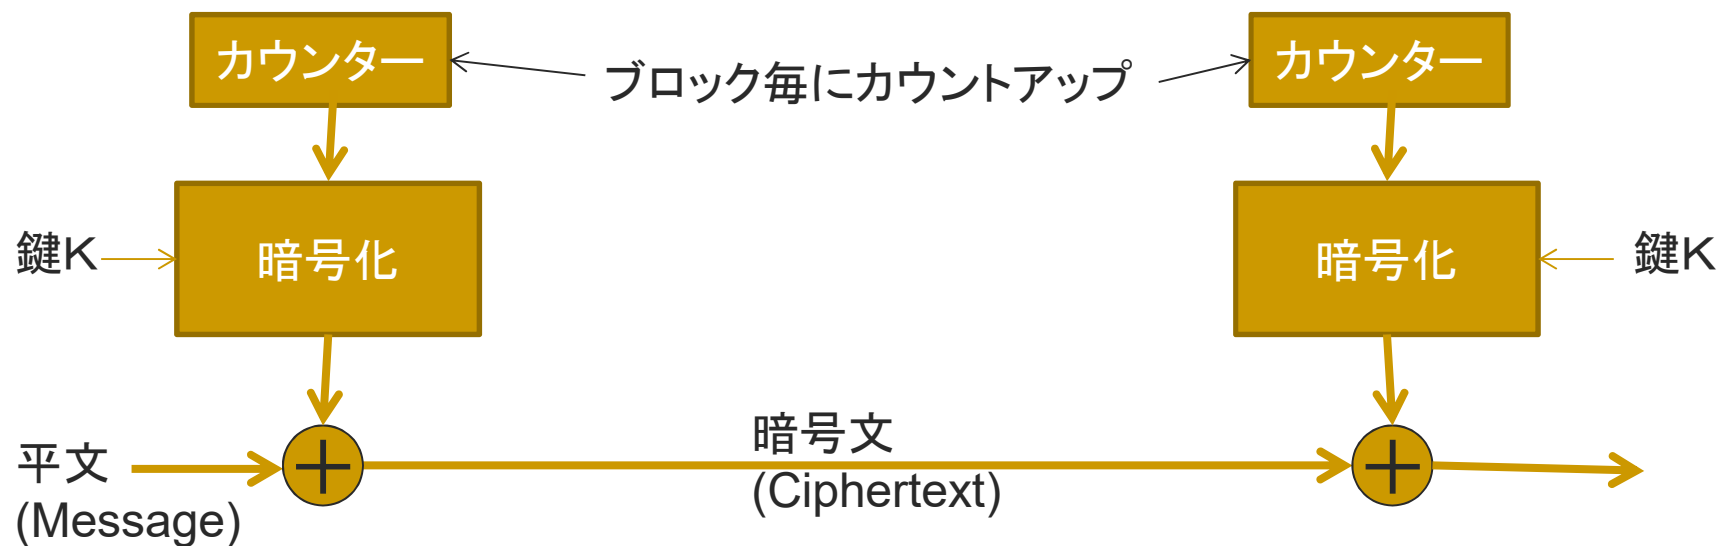 カウンター
ブロック毎にカウントアップ
カウンター
鍵K
暗号化
暗号化
鍵K
平文
(Message)
暗号文
(Ciphertext)